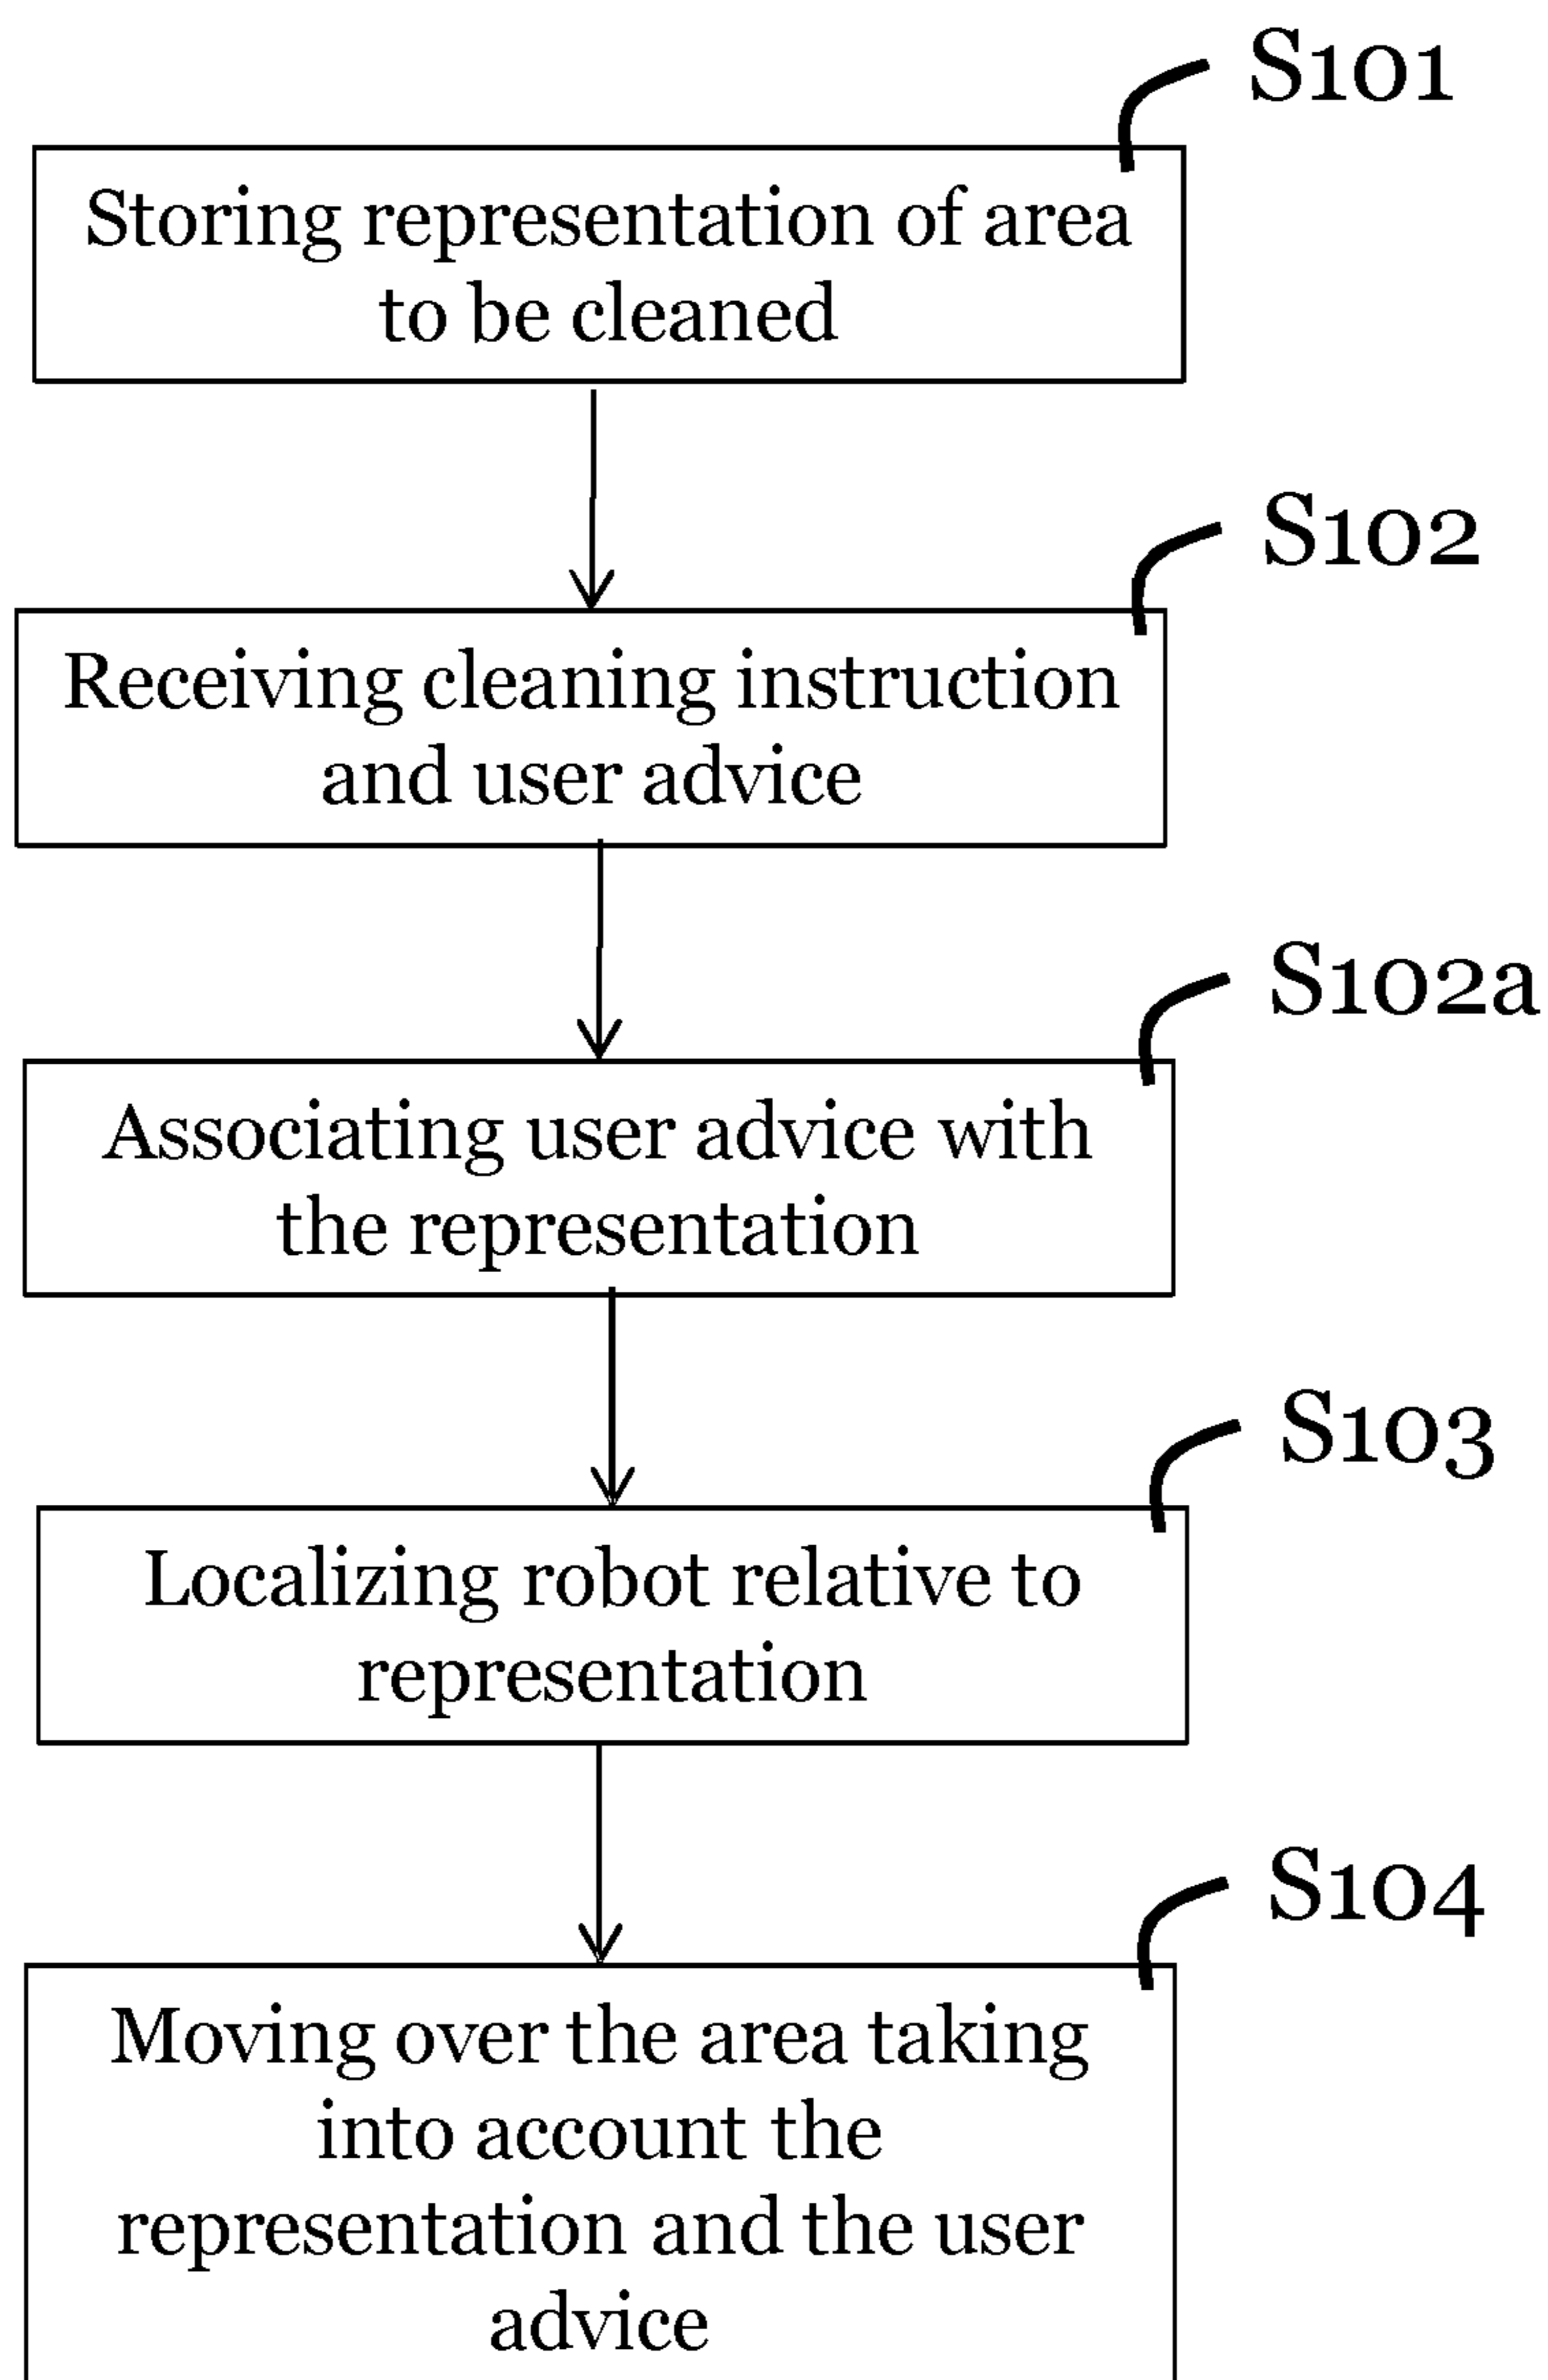 S101
Storing representation of area
to be cleaned
S102
Receiving cleaning instruction
and user advice
S102a
Associating user advice with
the representation
S103
Localizing robot relative to
representation
S104
Moving over the area taking
into account the
representation and the user
advice